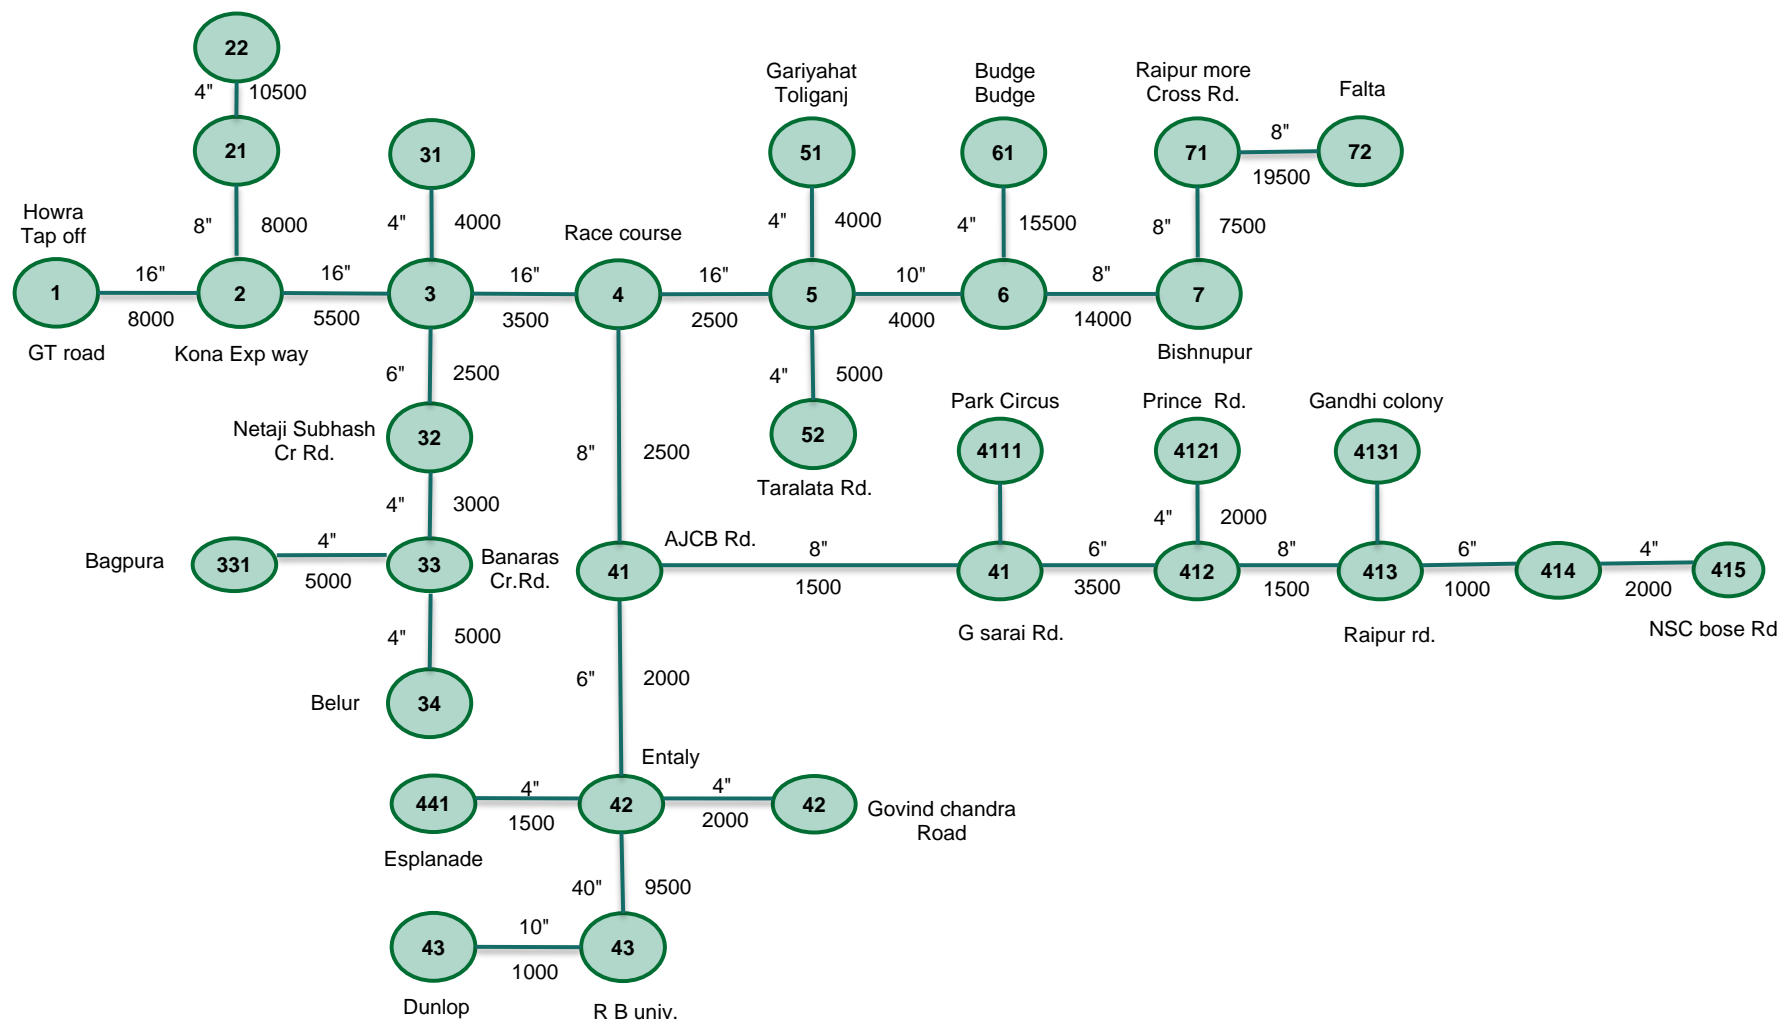 22
4" 10500
Gariyahat
Toliganj
Budge
Budge
Raipur more
Cross Rd.
Falta
21
31
51
61
71
8"
72
19500
Howra
Tap off
8" 8000
4" 4000
Race course
4" 4000
4" 15500
8" 7500
1
16"
8000
2
16"
5500
3
16"
3500
4
16"
2500
5
10"
4000
6
8"
14000
7
GT road
Kona Exp way
Bishnupur
6" 2500
4" 5000
Netaji Subhash
Cr Rd.
32
8" 2500
52
Taralata Rd.
Park Circus
Prince Rd.
Gandhi colony
4111
4121
4131
4" 3000
4" 2000
Bagpura
331
4"
5000
33
Banaras
Cr.Rd.
41
AJCB Rd.
8"
1500
41
6"
3500
412
8"
1500
413
6"
1000
414
4"
2000
415
G sarai Rd.
Raipur rd.
NSC bose Rd
4" 5000
6" 2000
Belur
34
Entaly
441
4"
1500
42
4"
2000
42
Govind chandra
Road
Esplanade
40" 9500
43
10"
1000
43
Dunlop
R B univ.